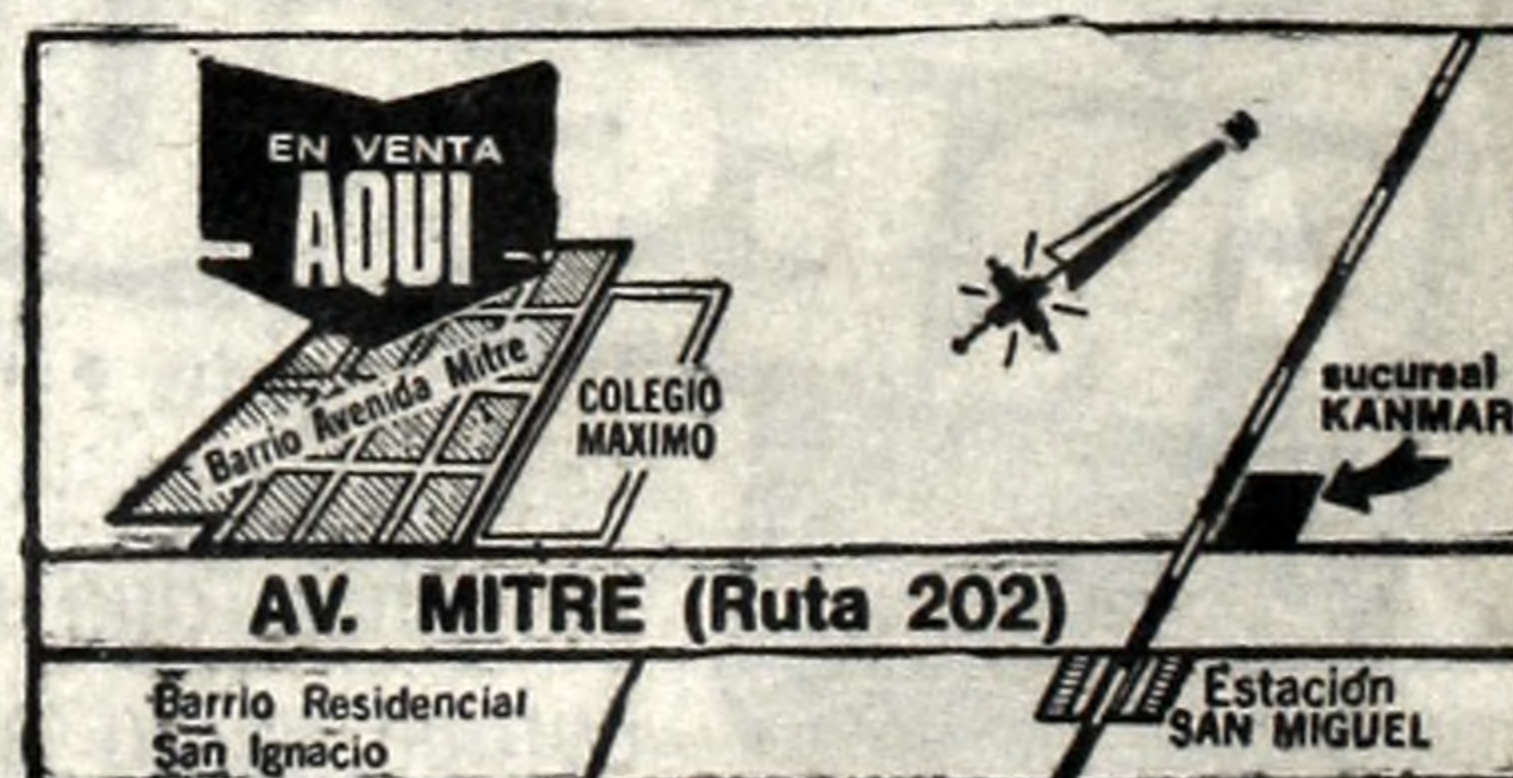 EN VENTA
AQUI
Barrio Avenida Mitre
COLEGIO
MAXIMO
sucursal
KANMAR
AV. MITRE (Ruta 202)
Barrio Residencial
San Ignacio
Estación
SAN MIGUEL